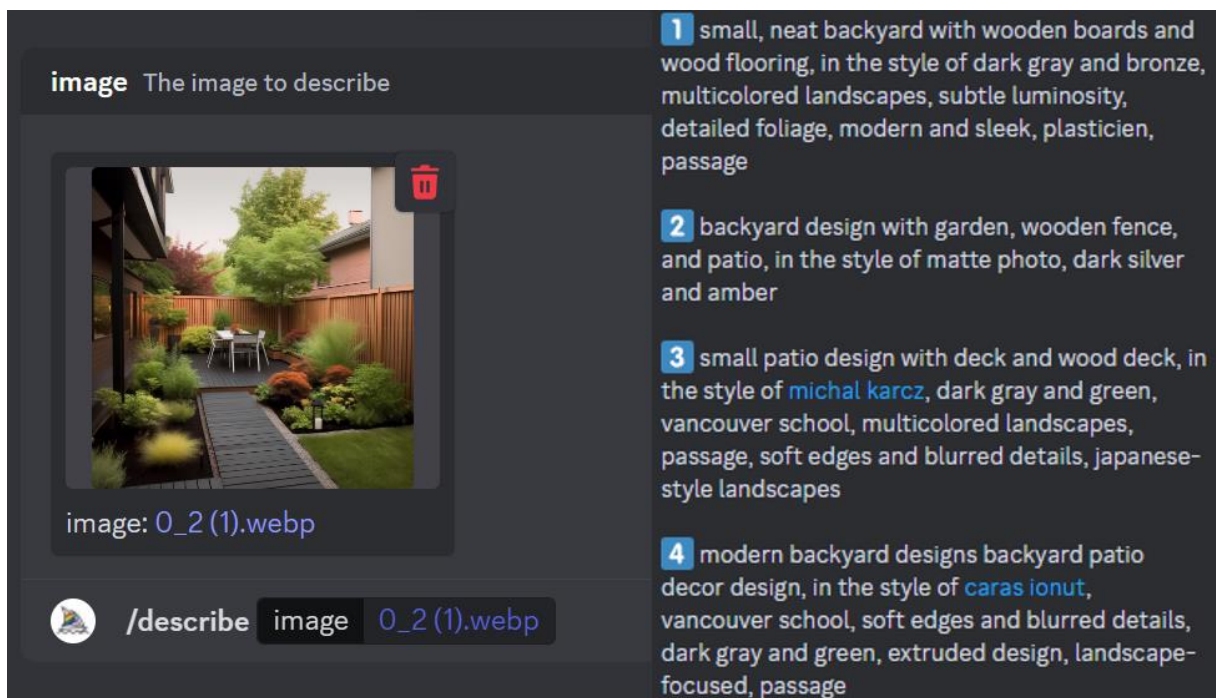 image The image to describe
image: 0_2 (1).webp
/describe image 0_2 (1).webp
1 small, neat backyard with wooden boards and
wood flooring, in the style of dark gray and bronze,
multicolored landscapes, subtle luminosity,
detailed foliage, modern and sleek, plasticien,
passage
2 backyard design with garden, wooden fence,
and patio, in the style of matte photo, dark silver
and amber
3 small patio design with deck and wood deck, in
the style of michal karcz, dark gray and green,
vancouver school, multicolored landscapes,
passage, soft edges and blurred details, japanese-
style landscapes
4 modern backyard designs backyard patio
decor design, in the style of caras ionut,
vancouver school, soft edges and blurred details,
dark gray and green, extruded design, landscape-
focused, passage